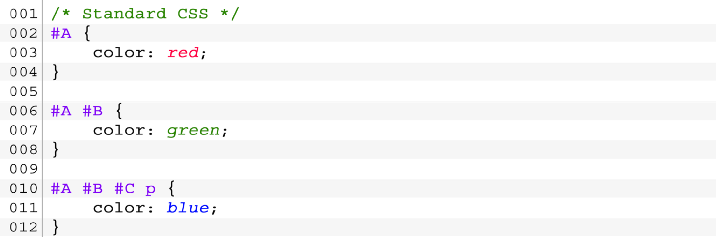 001 /* Standard CSS */
002 #A {
003     color: red;
004 }
005
006 #A #B {
007     color: green;
008 }
009
010 #A #B #C p {
011     color: blue;
012 }